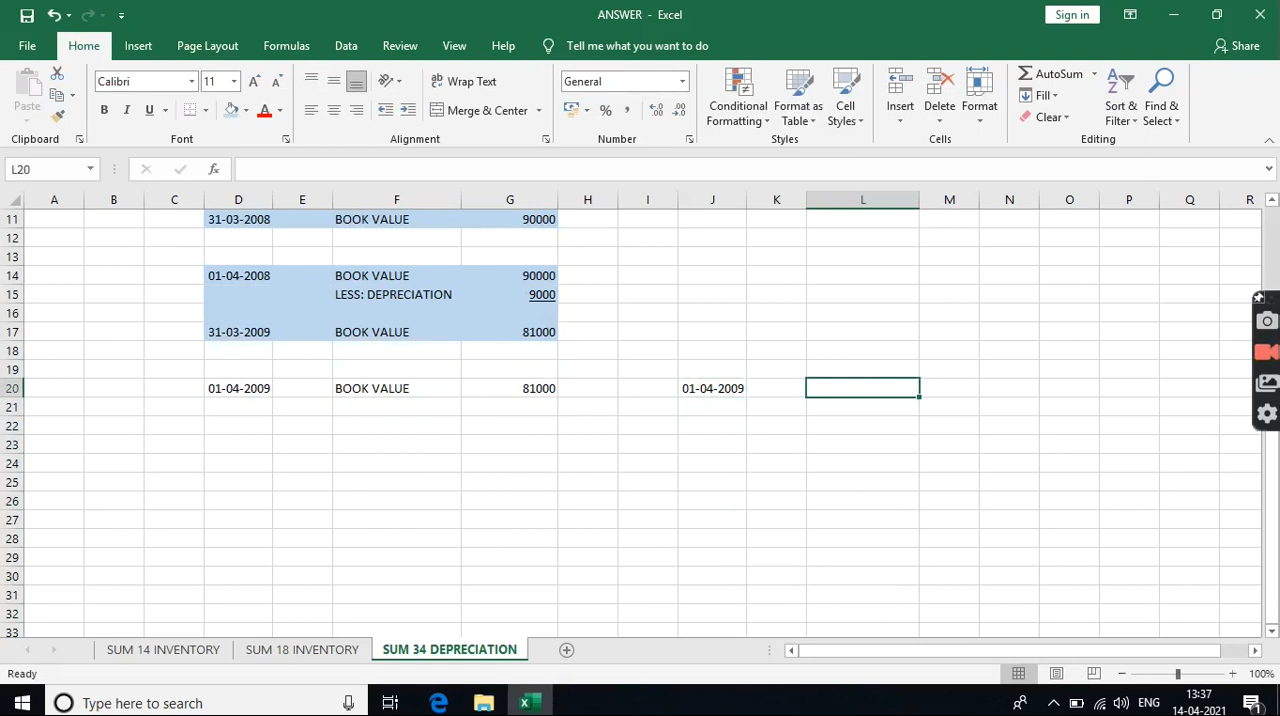 ANSWER - Excel
Sign in
File Home Insert Page Layout Formulas Data Review View Help Tell me what you want to do Share
Paste
Calibri 11
B I U A
Wrap Text
Merge & Center
General
%
Conditional Formatting
Format as Table
Cell Styles
Insert
Delete
Format
AutoSum
Fill
Clear
Sort & Filter
Find & Select
Clipboard Font Alignment Number Styles Cells Editing
L20 fx
A B C D E F G H I J K L M N O P Q R
11 31-03-2008 BOOK VALUE 90000
12
13
14 01-04-2008 BOOK VALUE 90000
15 LESS: DEPRECIATION 9000
16
17 31-03-2009 BOOK VALUE 81000
18
19
20 01-04-2009 BOOK VALUE 81000 01-04-2009
21
22
23
24
25
26
27
28
29
30
31
32
33
SUM 14 INVENTORY SUM 18 INVENTORY SUM 34 DEPRECIATION
Ready 100%
Type here to search
ENG
13:37
14-04-2021
1